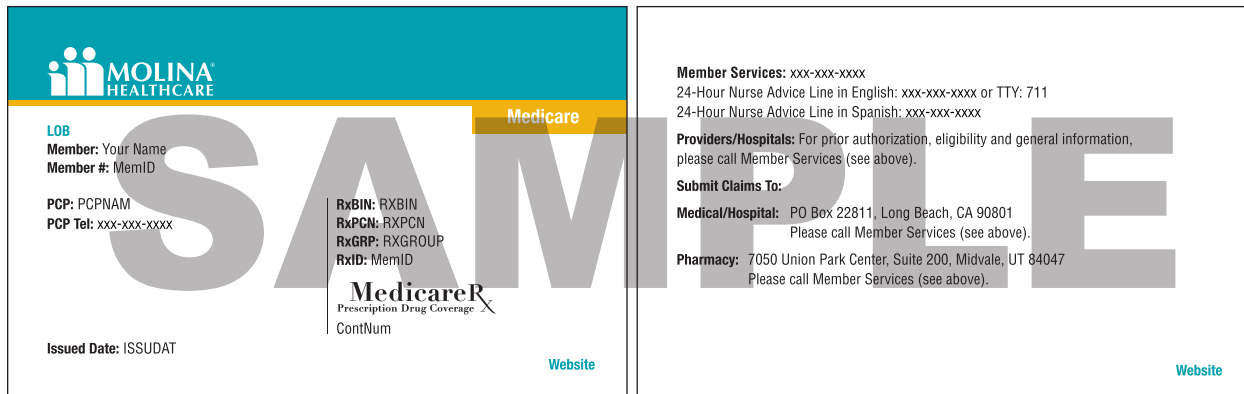 MOLINA®
HEALTHCARE
Medicare
LOB
Member: Your Name
Member #: MemID
PCP: PCPNAM
PCP Tel: xxx-xxx-xxxx
RxBIN: RXBIN
RxPCN: RXPCN
RxGRP: RXGROUP
RxID: MemID
MedicareRx
Prescription Drug Coverage
ContNum
Issued Date: ISSUDAT
Website
Member Services: xxx-xxx-xxxx
24-Hour Nurse Advice Line in English: xxx-xxx-xxxx or TTY: 711
24-Hour Nurse Advice Line in Spanish: xxx-xxx-xxxx
Providers/Hospitals: For prior authorization, eligibility and general information,
please call Member Services (see above).
Submit Claims To:
Medical/Hospital: PO Box 22811, Long Beach, CA 90801
Please call Member Services (see above).
Pharmacy: 7050 Union Park Center, Suite 200, Midvale, UT 84047
Please call Member Services (see above).
Website
SAMPLE